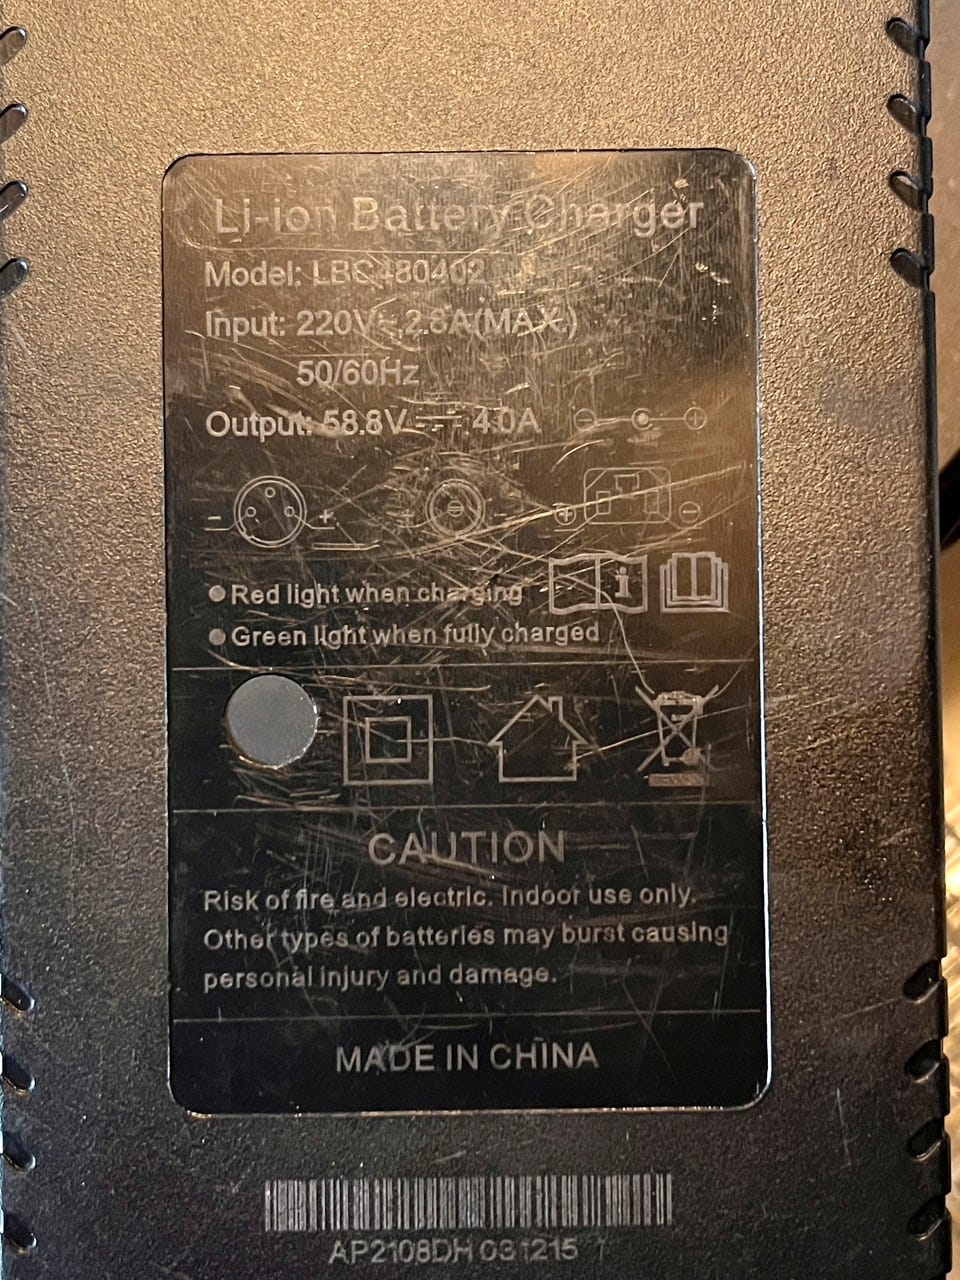 Li-ion Battery Charger
Model: LBC480402
Input: 220V~ 2.8A(MAX.)
50/60Hz
Output: 58.8V ⎓ 4.0A
Red light when charging
Green light when fully charged
CAUTION
Risk of fire and electric. Indoor use only.
Other types of batteries may burst causing
personal injury and damage.
MADE IN CHINA
AP2108DH 031215